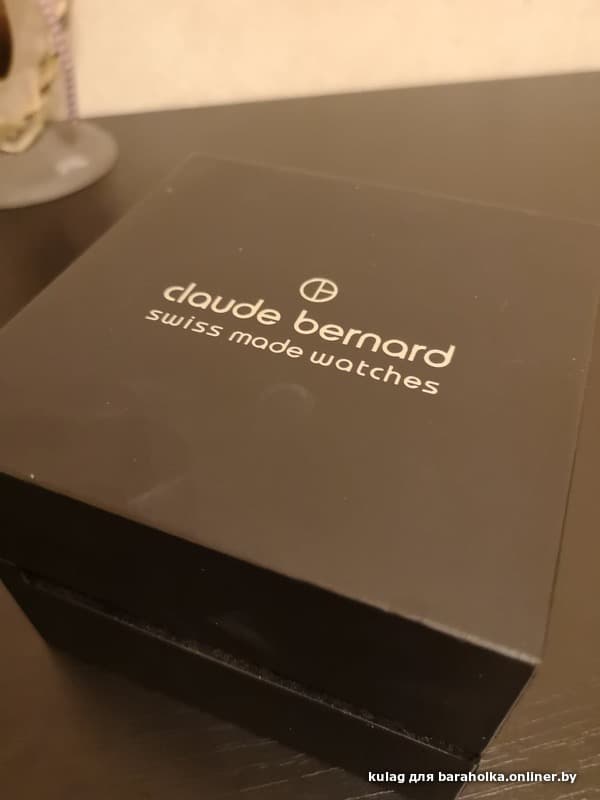 claude bernard
swiss made watches
kulag для baraholka.onliner.by